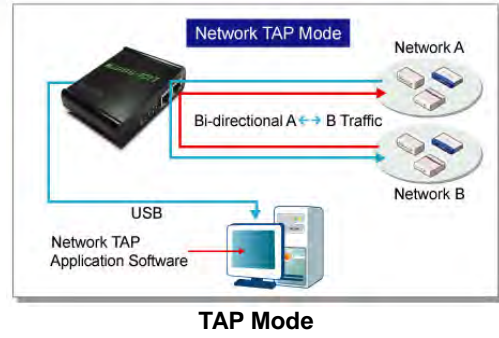 Network TAP Mode
Network A
Bi-directional A ↔ B Traffic
Network B
USB
Network TAP
Application Software
TAP Mode